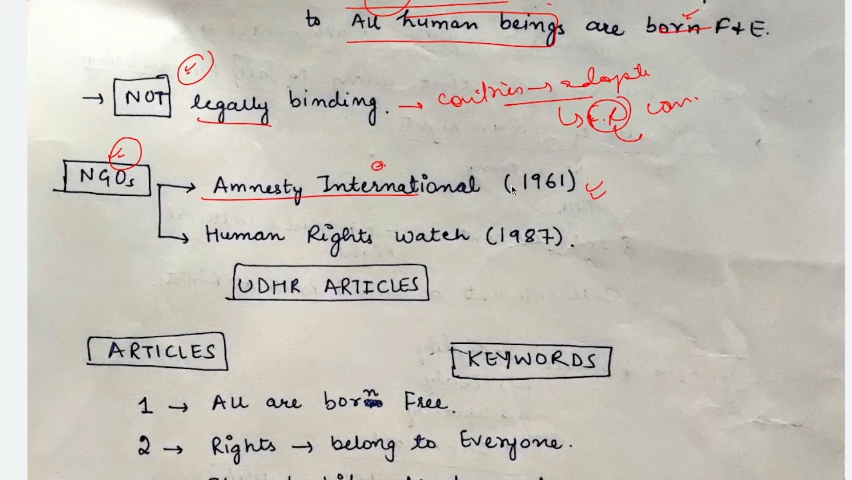 to All human beings are born F+E.
→ NOT legally binding. → countries → adopte
↳ F.R con.
NGOs → Amnesty International (1961)
→ Human Rights watch (1987).
UDHR ARTICLES
ARTICLES KEYWORDS
1 → All are born Free.
2 → Rights → belong to Everyone.